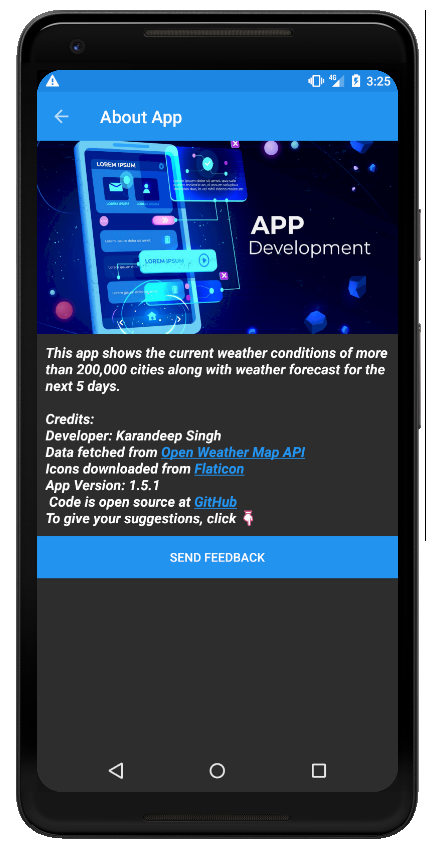 4G 3:25
About App
LOREM IPSUM
APP
Development
LOREM IPSUM
This app shows the current weather conditions of more
than 200,000 cities along with weather forecast for the
next 5 days.
Credits:
Developer: Karandeep Singh
Data fetched from Open Weather Map API
Icons downloaded from Flaticon
App Version: 1.5.1
Code is open source at GitHub
To give your suggestions, click 👇
SEND FEEDBACK